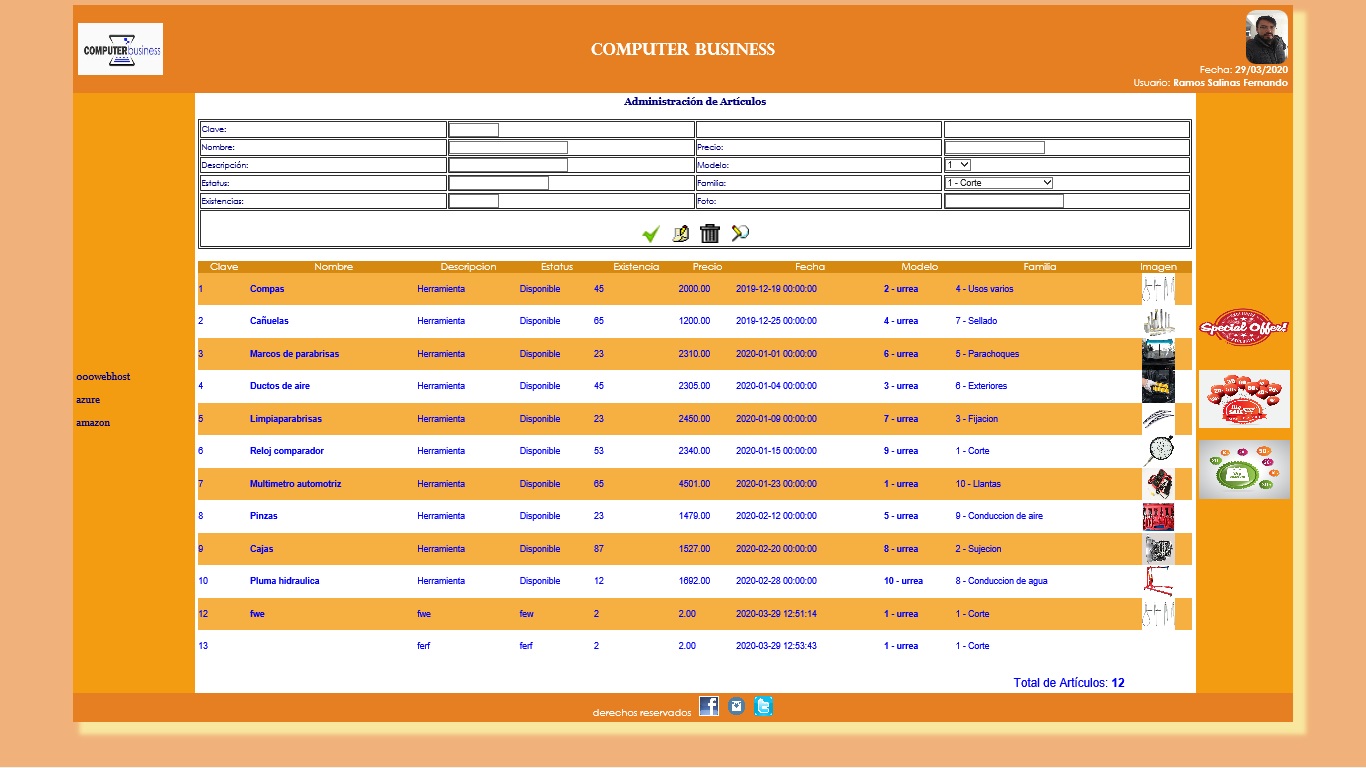 COMPUTERbusiness
COMPUTER BUSINESS
Fecha: 29/03/2020
Usuario: Ramos Salinas Fernando
Administración de Artículos
Clave:
Nombre: Precio:
Descripción: Modelo: 1
Estatus: Familia: 1 - Corte
Existencias: Foto:
Clave Nombre Descripcion Estatus Existencia Precio Fecha Modelo Familia Imagen
1 Compas Herramienta Disponible 45 2000.00 2019-12-19 00:00:00 2 - urrea 4 - Usos varios
2 Cañuelas Herramienta Disponible 65 1200.00 2019-12-25 00:00:00 4 - urrea 7 - Sellado
3 Marcos de parabrisas Herramienta Disponible 23 2310.00 2020-01-01 00:00:00 6 - urrea 5 - Parachoques
4 Ductos de aire Herramienta Disponible 45 2305.00 2020-01-04 00:00:00 3 - urrea 6 - Exteriores
5 Limpiaparabrisas Herramienta Disponible 23 2450.00 2020-01-09 00:00:00 7 - urrea 3 - Fijacion
6 Reloj comparador Herramienta Disponible 53 2340.00 2020-01-15 00:00:00 9 - urrea 1 - Corte
7 Multimetro automotriz Herramienta Disponible 65 4501.00 2020-01-23 00:00:00 1 - urrea 10 - Llantas
8 Pinzas Herramienta Disponible 23 1479.00 2020-02-12 00:00:00 5 - urrea 9 - Conduccion de aire
9 Cajas Herramienta Disponible 87 1527.00 2020-02-20 00:00:00 8 - urrea 2 - Sujecion
10 Pluma hidraulica Herramienta Disponible 12 1692.00 2020-02-28 00:00:00 10 - urrea 8 - Conduccion de agua
12 fwe fwe few 2 2.00 2020-03-29 12:51:14 1 - urrea 1 - Corte
13 ferf ferf 2 2.00 2020-03-29 12:53:43 1 - urrea 1 - Corte
Total de Artículos: 12
ooowebhost
azure
amazon
Special Offer!
derechos reservados